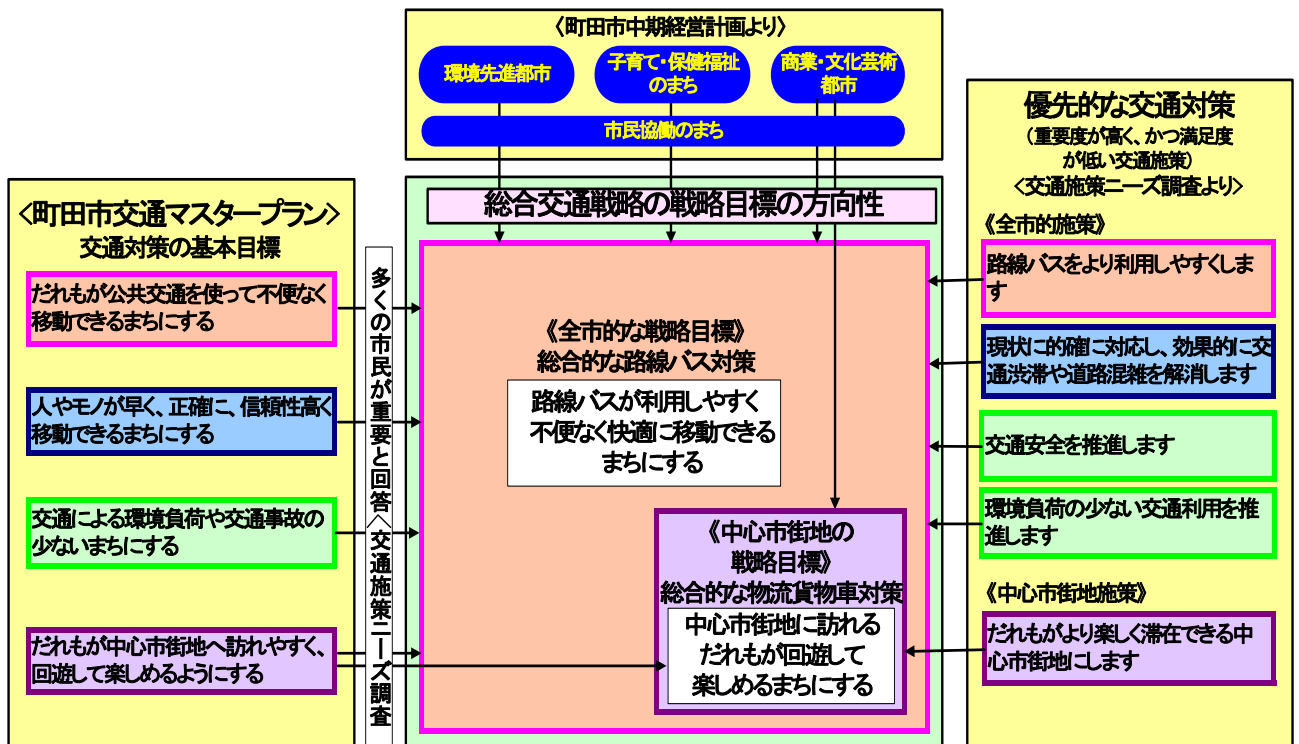 〈町田市中期経営計画より〉
環境先進都市
子育て・保健福祉
のまち
商業・文化芸術
都市
市民協働のまち
〈町田市交通マスタープラン〉
交通対策の基本目標
だれもが公共交通を使って不便なく
移動できるまちにする
人やモノが早く、正確に、信頼性高く
移動できるまちにする
交通による環境負荷や交通事故の
少ないまちにする
だれもが中心市街地へ訪れやすく、
回遊して楽しめるようにする
多くの市民が重要と回答〈交通施策ニーズ調査
総合交通戦略の戦略目標の方向性
《全市的な戦略目標》
総合的な路線バス対策
路線バスが利用しやすく
不便なく快適に移動できる
まちにする
《中心市街地の
戦略目標》
総合的な物流貨物車対策
中心市街地に訪れる
だれもが回遊して
楽しめるまちにする
優先的な交通対策
（重要度が高く、かつ満足度
が低い交通施策）
〈交通施策ニーズ調査より〉
《全市的施策》
路線バスをより利用しやすくしま
す
現状に的確に対応し、効果的に交
通渋滞や道路混雑を解消します
交通安全を推進します
環境負荷の少ない交通利用を推
進します
《中心市街地施策》
だれもがより楽しく滞在できる中
心市街地にします